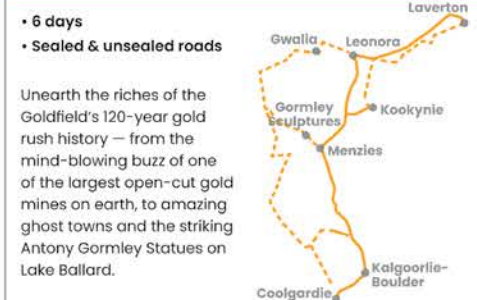 • 6 days
• Sealed & unsealed roads
Unearth the riches of the
Goldfield's 120-year gold
rush history — from the
mind-blowing buzz of one
of the largest open-cut gold
mines on earth, to amazing
ghost towns and the striking
Antony Gormley Statues on
Lake Ballard.
Laverton
Gwalia
Leonora
Gormley
Sculptures
Kookynie
Menzies
Kalgoorlie-
Boulder
Coolgardie